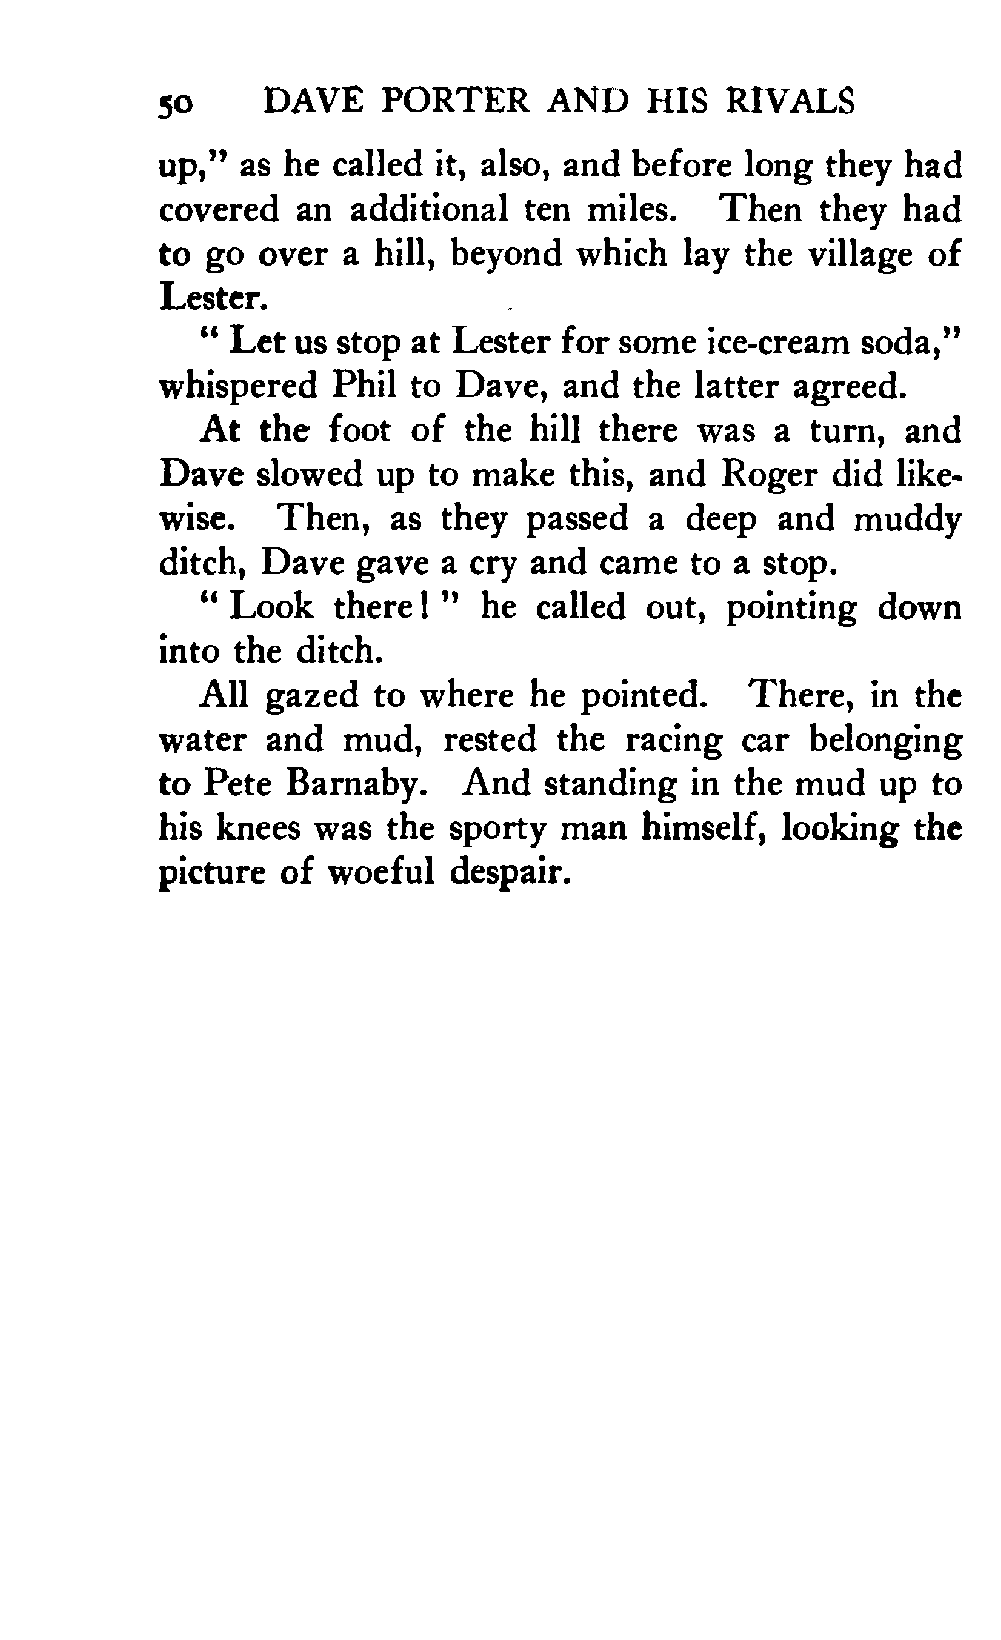 50 DAVE PORTER AND HIS RIVALS
up," as he called it, also, and before long they had
covered an additional ten miles. Then they had
to go over a hill, beyond which lay the village of
Lester.
" Let us stop at Lester for some ice-cream soda,"
whispered Phil to Dave, and the latter agreed.
At the foot of the hill there was a turn, and
Dave slowed up to make this, and Roger did like-
wise. Then, as they passed a deep and muddy
ditch, Dave gave a cry and came to a stop.
" Look there! " he called out, pointing down
into the ditch.
All gazed to where he pointed. There, in the
water and mud, rested the racing car belonging
to Pete Barnaby. And standing in the mud up to
his knees was the sporty man himself, looking the
picture of woeful despair.